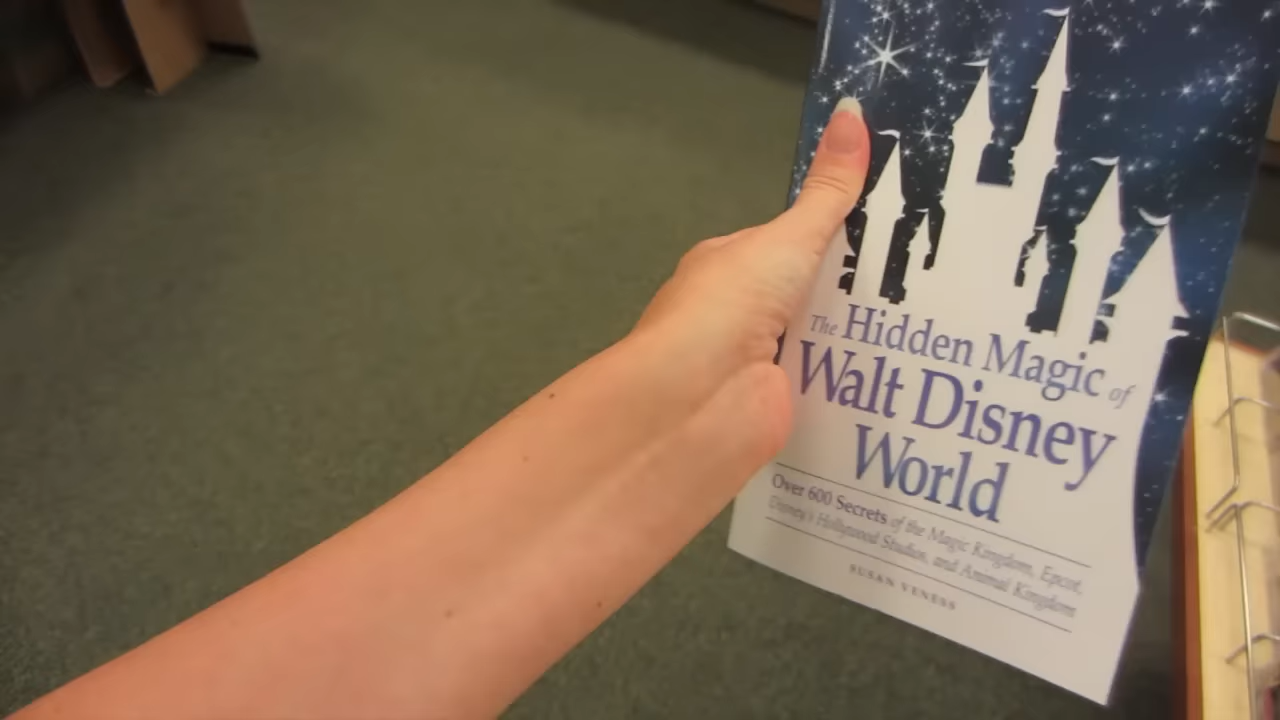 The Hidden Magic of
Walt Disney
World
Over 600 Secrets of the Magic Kingdom, Epcot,
Disney's Hollywood Studios, and Animal Kingdom
SUSAN VENESS